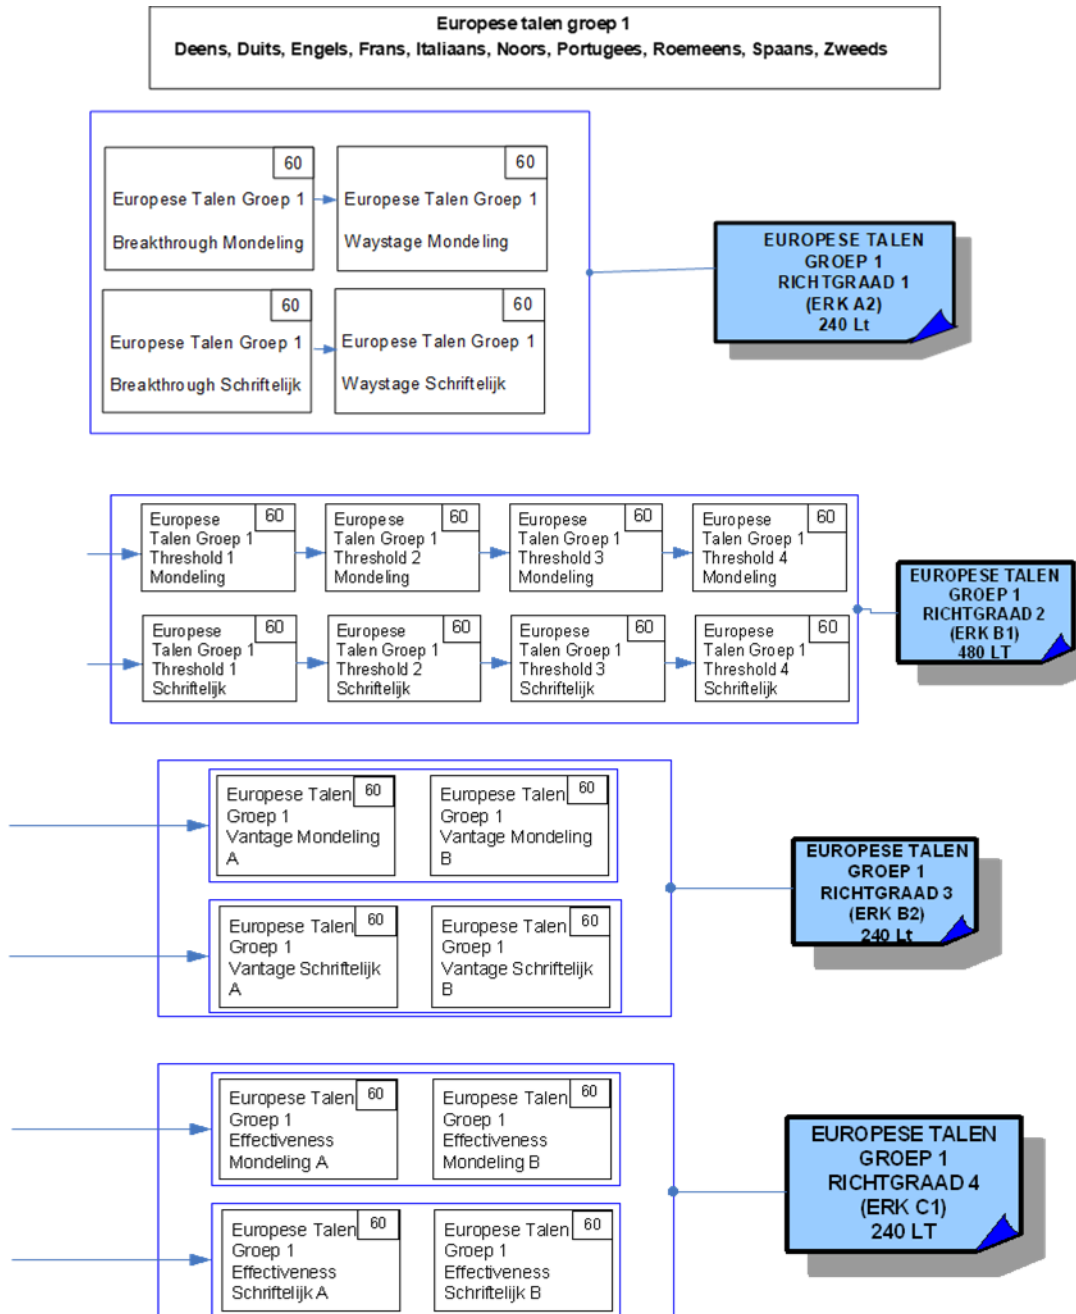 Europese talen groep 1
Deens, Duits, Engels, Frans, Italiaans, Noors, Portugees, Roemeens, Spaans, Zweeds
60
Europese Talen Groep 1
Breakthrough Mondeling
60
Europese Talen Groep 1
Waystage Mondeling
60
Europese Talen Groep 1
Breakthrough Schriftelijk
60
Europese Talen Groep 1
Waystage Schriftelijk
EUROPESE TALEN
GROEP 1
RICHTGRAAD 1
(ERK A2)
240 Lt
60
Europese
Talen Groep 1
Threshold 1
Mondeling
60
Europese
Talen Groep 1
Threshold 2
Mondeling
60
Europese
Talen Groep 1
Threshold 3
Mondeling
60
Europese
Talen Groep 1
Threshold 4
Mondeling
60
Europese
Talen Groep 1
Threshold 1
Schriftelijk
60
Europese
Talen Groep 1
Threshold 2
Schriftelijk
60
Europese
Talen Groep 1
Threshold 3
Schriftelijk
60
Europese
Talen Groep 1
Threshold 4
Schriftelijk
EUROPESE TALEN
GROEP 1
RICHTGRAAD 2
(ERK B1)
480 LT
60
Europese Talen
Groep 1
Vantage Mondeling
A
60
Europese Talen
Groep 1
Vantage Mondeling
B
60
Europese Talen
Groep 1
Vantage Schriftelijk
A
60
Europese Talen
Groep 1
Vantage Schriftelijk
B
EUROPESE TALEN
GROEP 1
RICHTGRAAD 3
(ERK B2)
240 Lt
60
Europese Talen
Groep 1
Effectiveness
Mondeling A
60
Europese Talen
Groep 1
Effectiveness
Mondeling B
60
Europese Talen
Groep 1
Effectiveness
Schriftelijk A
60
Europese Talen
Groep 1
Effectiveness
Schriftelijk B
EUROPESE TALEN
GROEP 1
RICHTGRAAD 4
(ERK C1)
240 LT